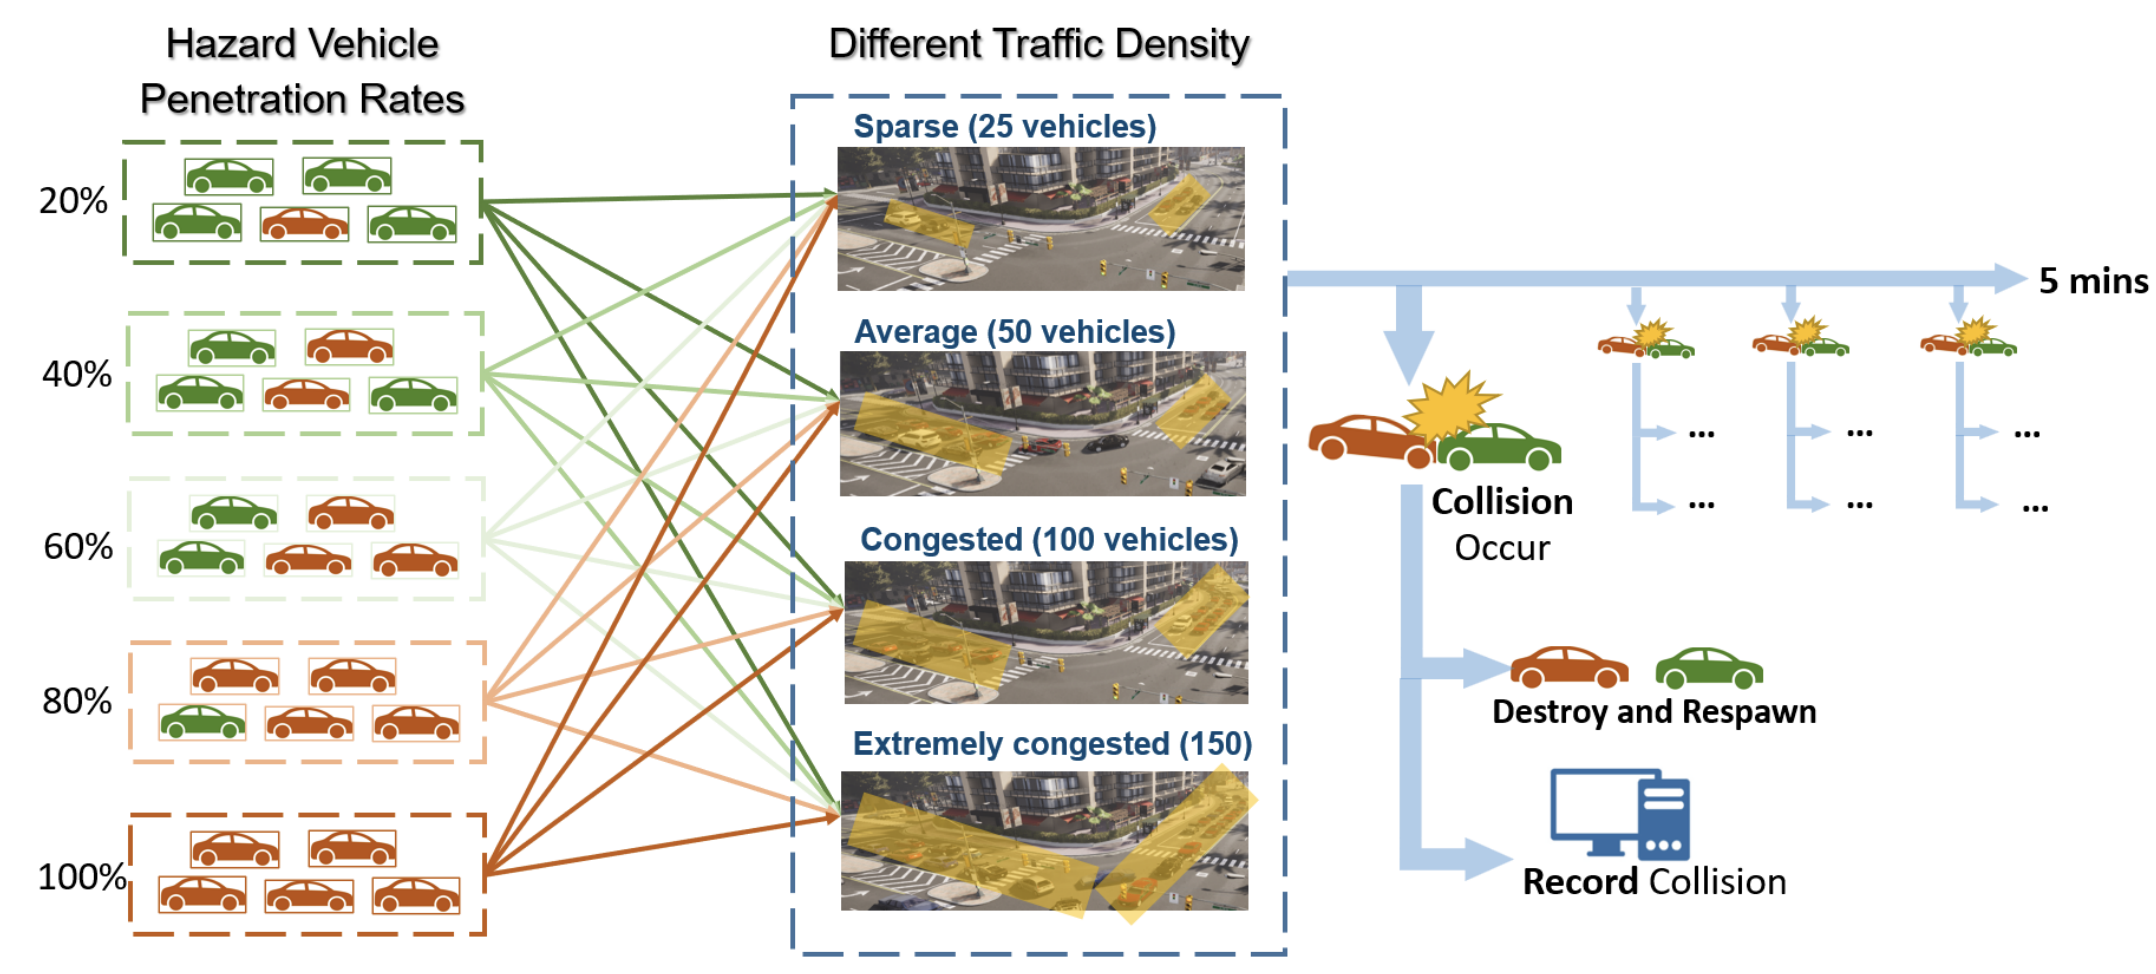 Hazard Vehicle
Penetration Rates
20%
40%
60%
80%
100%
Different Traffic Density
Sparse (25 vehicles)
Average (50 vehicles)
Congested (100 vehicles)
Extremely congested (150)
5 mins
Collision
Occur
... ... ...
... ... ...
Destroy and Respawn
Record Collision